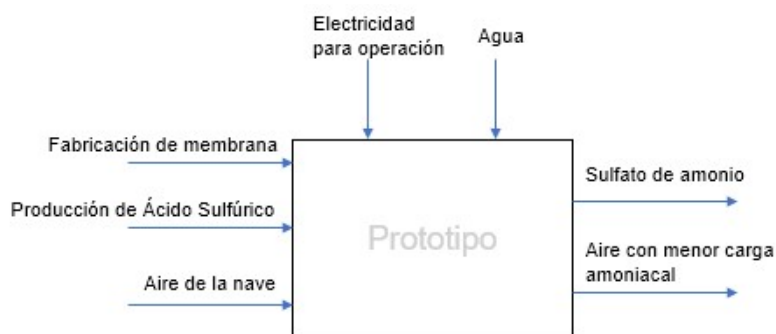 Electricidad
para operación
Agua
Fabricación de membrana
Producción de Ácido Sulfúrico
Aire de la nave
Prototipo
Sulfato de amonio
Aire con menor carga
amoniacal